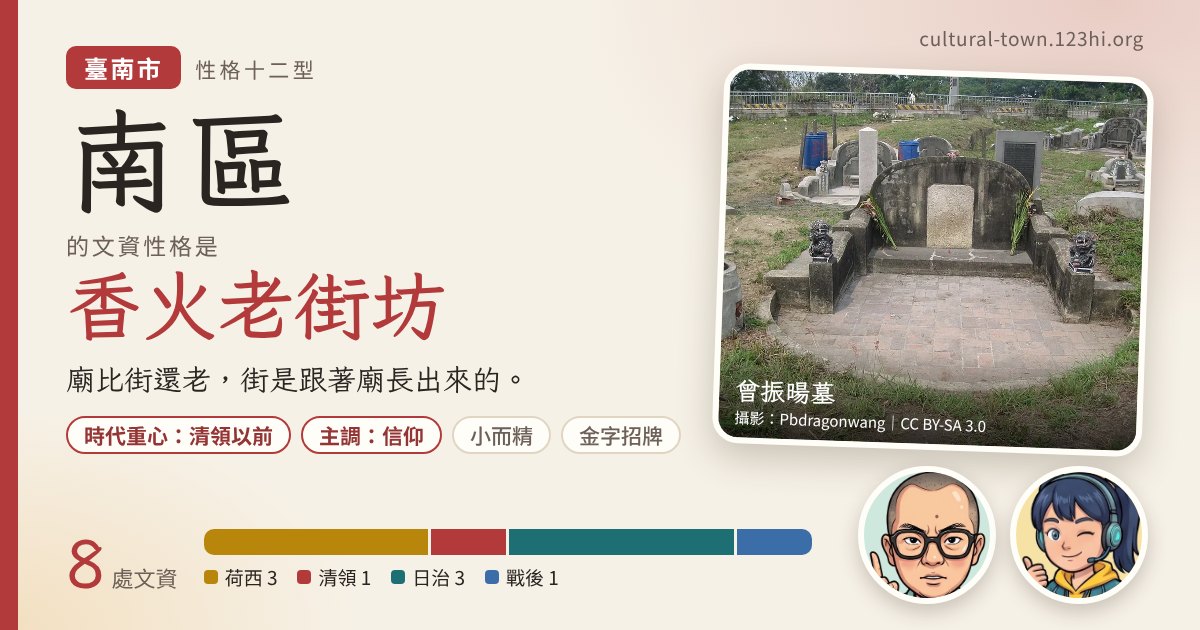 cultural-town.123hi.org
臺南市 性格十二型
南區
的文資性格是
香火老街坊
廟比街還老，街是跟著廟長出來的。
時代重心：清領以前 主調：信仰 小而精 金字招牌
曾振暘墓
攝影：Pbdragonwang｜CC BY-SA 3.0
8 處文資
荷西 3 清領 1 日治 3 戰後 1